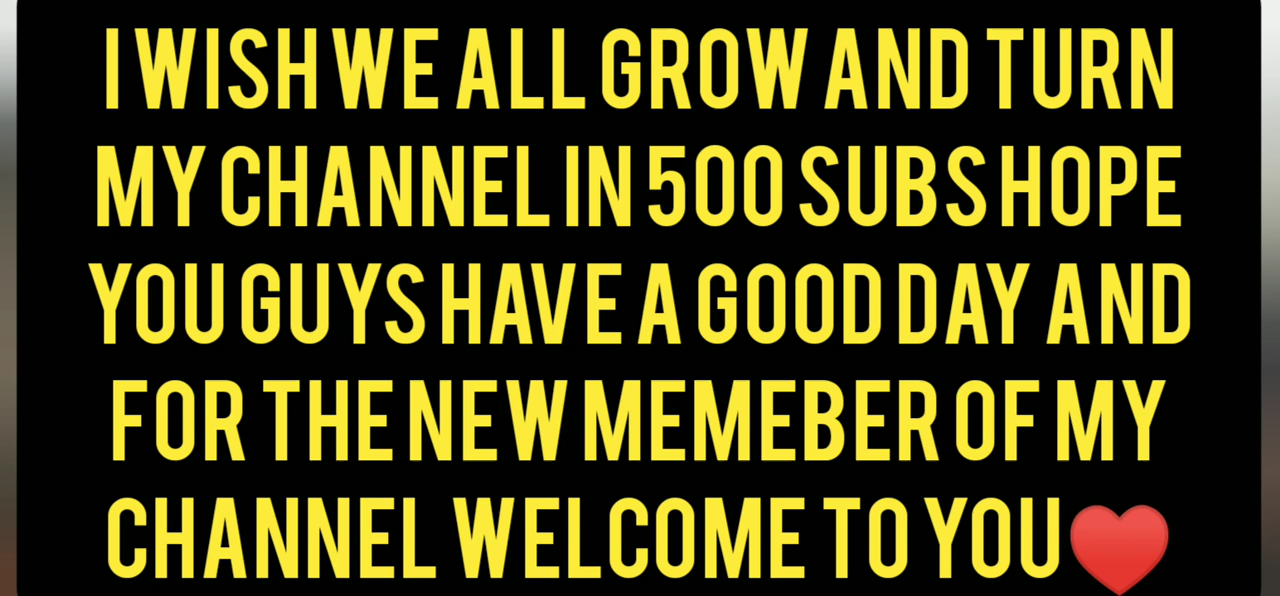 I WISH WE ALL GROW AND TURN
MY CHANNEL IN 500 SUBS HOPE
YOU GUYS HAVE A GOOD DAY AND
FOR THE NEW MEMEBER OF MY
CHANNEL WELCOME TO YOU❤️